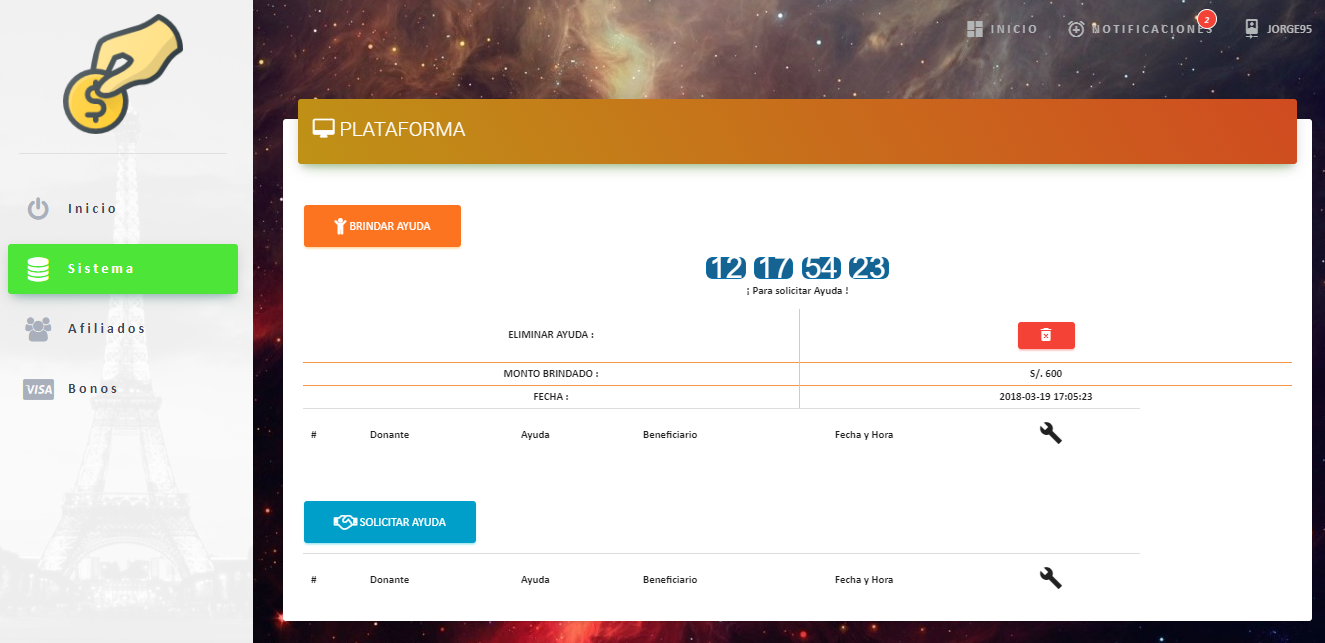 $
Inicio
Sistema
Afiliados
VISA
Bonos
INICIO
NOTIFICACIONES
2
JORGE95
PLATAFORMA
BRINDAR AYUDA
12 17 54 23
¡ Para solicitar Ayuda !
ELIMINAR AYUDA :
MONTO BRINDADO : S/. 600
FECHA : 2018-03-19 17:05:23
# Donante Ayuda Beneficiario Fecha y Hora
SOLICITAR AYUDA
# Donante Ayuda Beneficiario Fecha y Hora